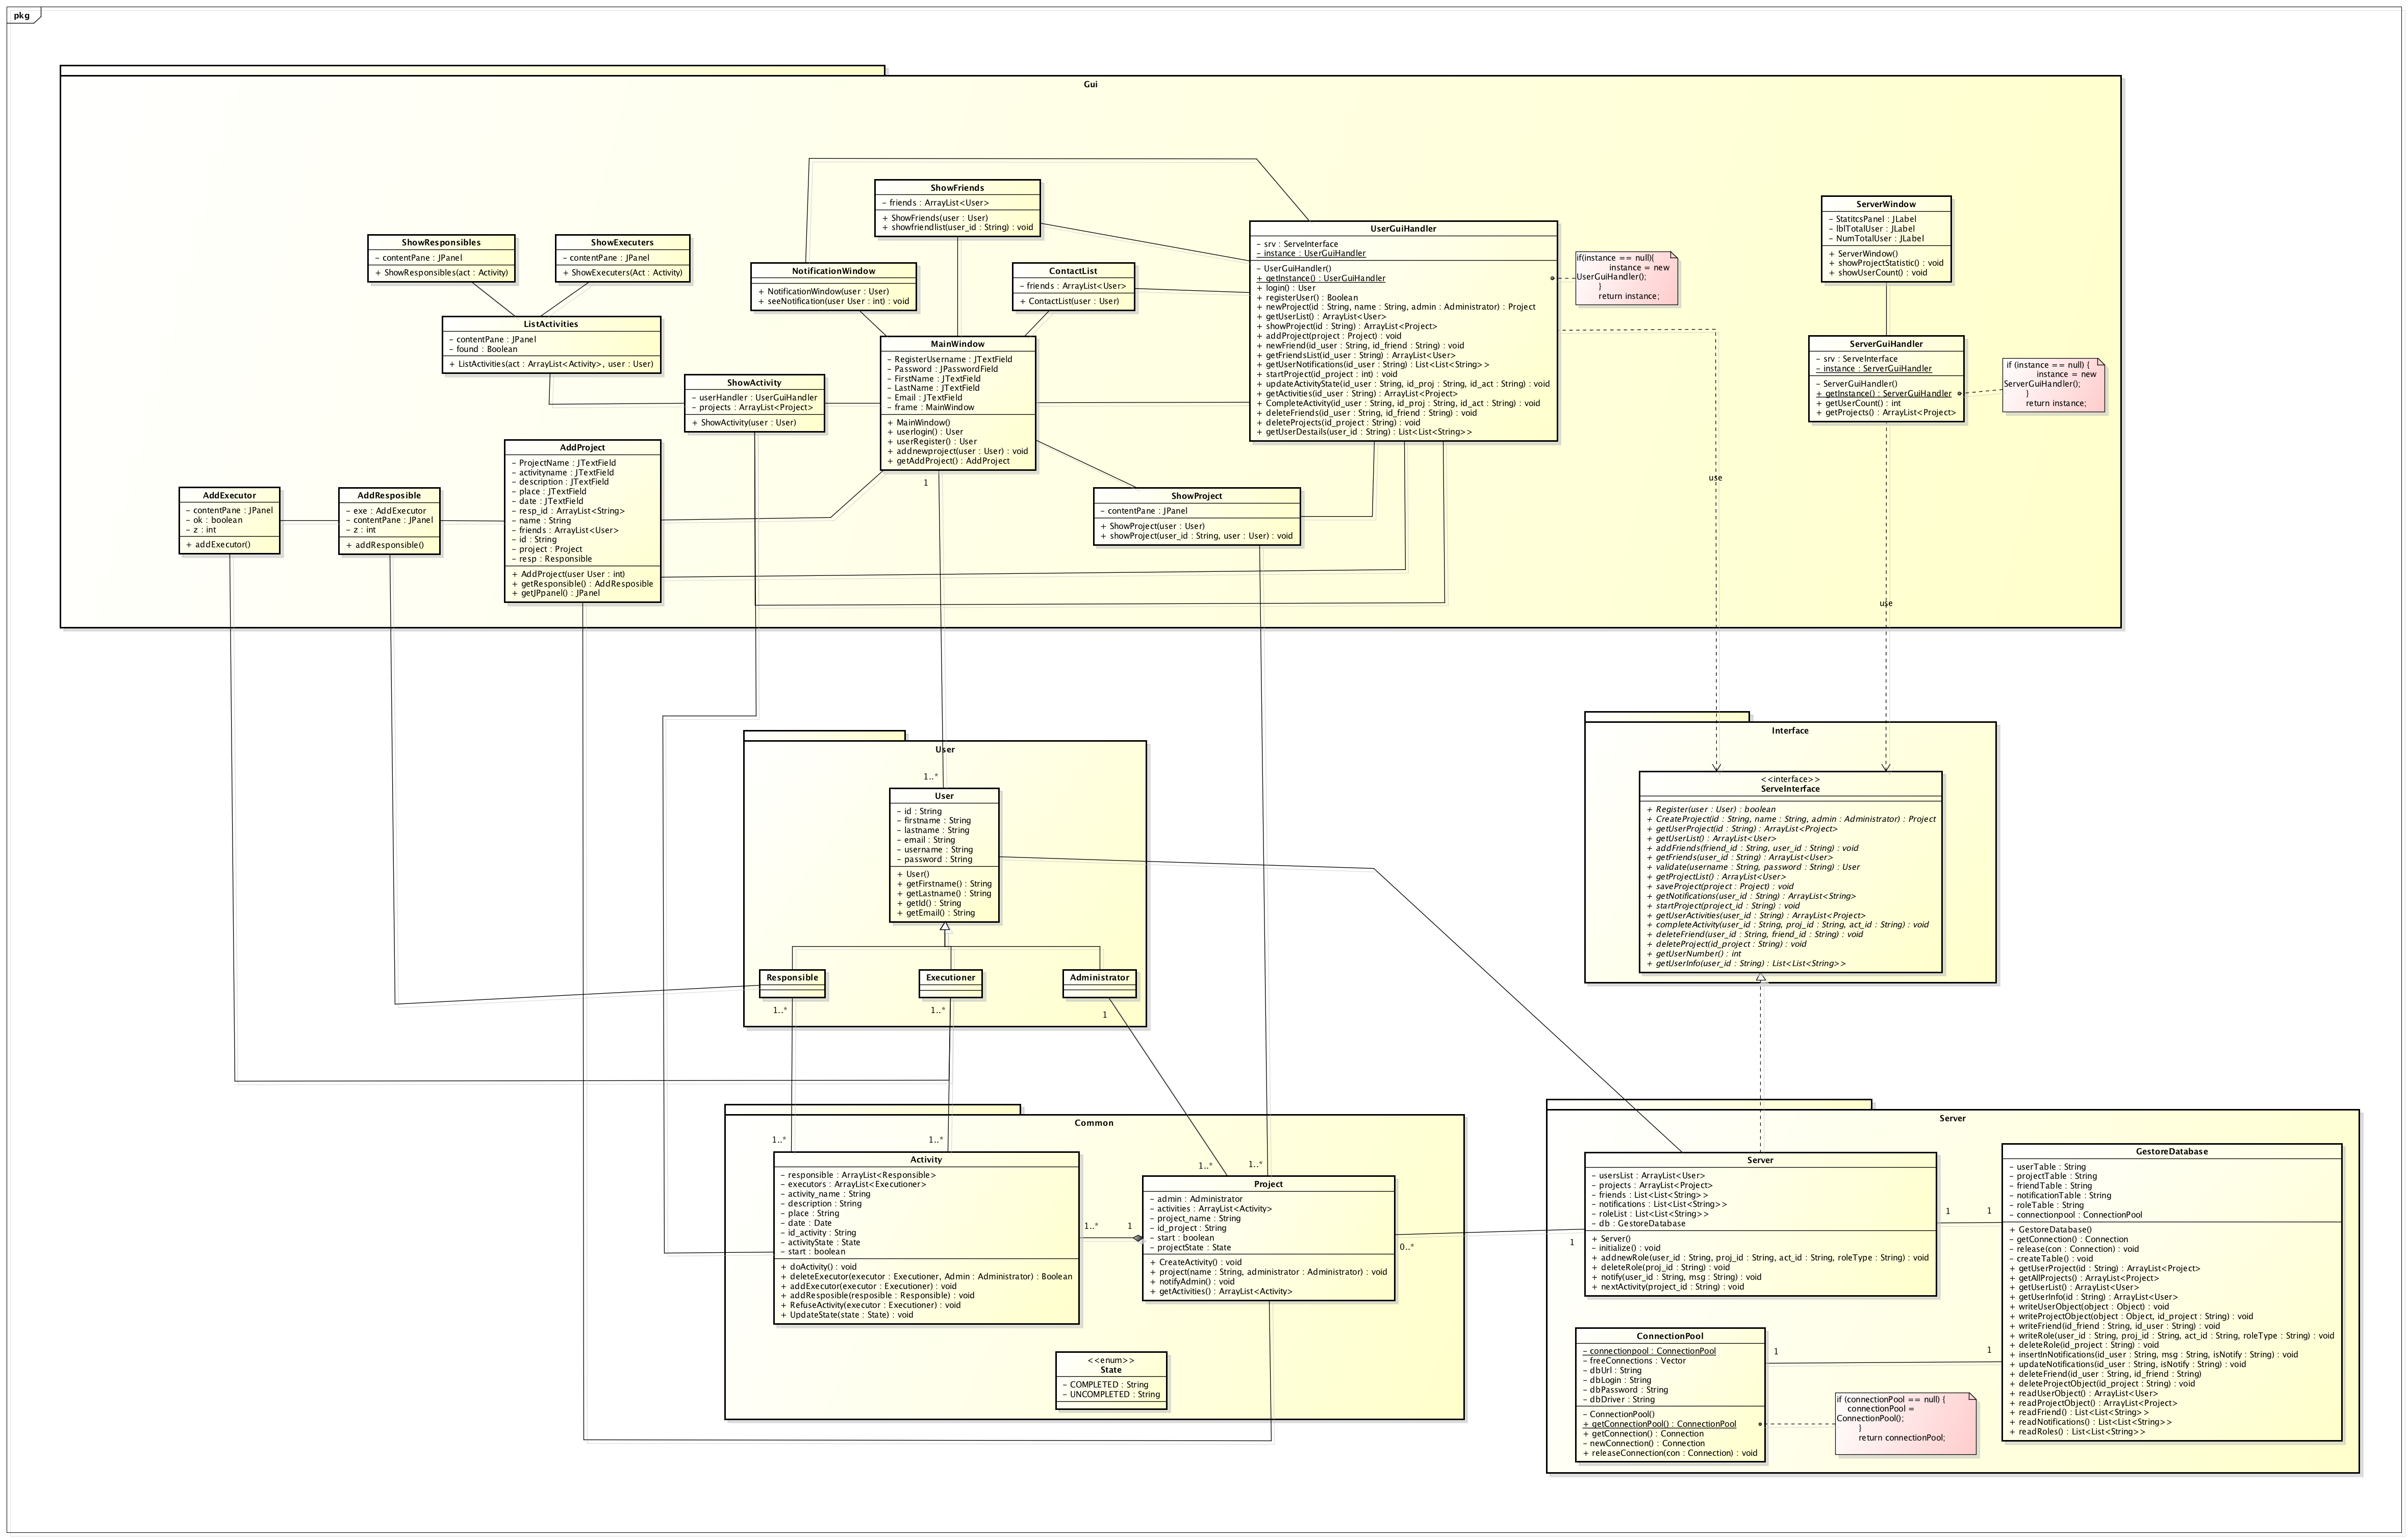 pkg
Gui
ShowFriends
- friends : ArrayList<User>
+ ShowFriends(user : User)
+ showfriendlist(user_id : String) : void
ServerWindow
- StatitcsPanel : JLabel
- lblTotalUser : JLabel
- NumTotalUser : JLabel
+ ServerWindow()
+ showProjectStatistic() : void
+ showUserCount() : void
UserGuiHandler
- srv : ServeInterface
- instance : UserGuiHandler
- UserGuiHandler()
+ getInstance() : UserGuiHandler
+ login() : User
+ registerUser() : Boolean
+ newProject(id : String, name : String, admin : Administrator) : Project
+ getUserList() : ArrayList<User>
+ showProject(id : String) : ArrayList<Project>
+ addProject(project : Project) : void
+ newFriend(id_user : String, id_friend : String) : void
+ getFriendsList(id_user : String) : ArrayList<User>
+ getUserNotifications(id_user : String) : List<List<String>>
+ startProject(id_project : int) : void
+ updateActivityState(id_user : String, id_proj : String, id_act : String) : void
+ getActivities(id_user : String) : ArrayList<Project>
+ CompleteActivity(id_user : String, id_proj : String, id_act : String) : void
+ deleteFriends(id_user : String, id_friend : String) : void
+ deleteProjects(id_project : String) : void
+ getUserDestails(user_id : String) : List<List<String>>
if(instance == null){
instance = new
UserGuiHandler();
}
return instance;
ShowResponsibles
- contentPane : JPanel
+ ShowResponsibles(act : Activity)
ShowExecuters
- contentPane : JPanel
+ ShowExecuters(Act : Activity)
NotificationWindow
+ NotificationWindow(user : User)
+ seeNotification(user User : int) : void
ContactList
- friends : ArrayList<User>
+ ContactList(user : User)
ListActivities
- contentPane : JPanel
- found : Boolean
+ ListActivities(act : ArrayList<Activity>, user : User)
MainWindow
- RegisterUsername : JTextField
- Password : JPasswordField
- FirstName : JTextField
- LastName : JTextField
- Email : JTextField
- frame : MainWindow
+ MainWindow()
+ userlogin() : User
+ userRegister() : User
+ addnewproject(user : User) : void
+ getAddProject() : AddProject
ServerGuiHandler
- srv : ServeInterface
- instance : ServerGuiHandler
- ServerGuiHandler()
+ getInstance() : ServerGuiHandler
+ getUserCount() : int
+ getProjects() : ArrayList<Project>
if (instance == null) {
instance = new
ServerGuiHandler();
}
return instance;
ShowActivity
- userHandler : UserGuiHandler
- projects : ArrayList<Project>
+ ShowActivity(user : User)
AddProject
- ProjectName : JTextField
- activityname : JTextField
- description : JTextField
- place : JTextField
- date : JTextField
- resp_id : ArrayList<String>
- name : String
- friends : ArrayList<User>
- id : String
- project : Project
- resp : Responsible
+ AddProject(user User : int)
+ getResponsible() : AddResposible
+ getJPpanel() : JPanel
AddExecutor
- contentPane : JPanel
- ok : boolean
- z : int
+ addExecutor()
AddResposible
- exe : AddExecutor
- contentPane : JPanel
- z : int
+ addResponsible()
ShowProject
- contentPane : JPanel
+ ShowProject(user : User)
+ showProject(user_id : String, user : User) : void
1
use
use
User
1..*
User
- id : String
- firstname : String
- lastname : String
- email : String
- username : String
- password : String
+ User()
+ getFirstname() : String
+ getLastname() : String
+ getId() : String
+ getEmail() : String
Responsible
Executioner
Administrator
1..*
1..*
1
Interface
<<interface>>
ServeInterface
+ Register(user : User) : boolean
+ CreateProject(id : String, name : String, admin : Administrator) : Project
+ getUserProject(id : String) : ArrayList<Project>
+ getUserList() : ArrayList<User>
+ addFriends(friend_id : String, user_id : String) : void
+ getFriends(user_id : String) : ArrayList<User>
+ validate(username : String, password : String) : User
+ getProjectList() : ArrayList<User>
+ saveProject(project : Project) : void
+ getNotifications(user_id : String) : ArrayList<String>
+ startProject(project_id : String) : void
+ getUserActivities(user_id : String) : ArrayList<Project>
+ completeActivity(user_id : String, proj_id : String, act_id : String) : void
+ deleteFriend(user_id : String, friend_id : String) : void
+ deleteProject(id_project : String) : void
+ getUserNumber() : int
+ getUserInfo(user_id : String) : List<List<String>>
Common
1..*
1..*
1..*
1..*
Activity
- responsible : ArrayList<Responsible>
- executors : ArrayList<Executioner>
- activity_name : String
- description : String
- place : String
- date : Date
- id_activity : String
- activityState : State
- start : boolean
+ doActivity() : void
+ deleteExecutor(executor : Executioner, Admin : Administrator) : Boolean
+ addExecutor(executor : Executioner) : void
+ addResposible(resposible : Responsible) : void
+ RefuseActivity(executor : Executioner) : void
+ UpdateState(state : State) : void
1..*
1
Project
- admin : Administrator
- activities : ArrayList<Activity>
- project_name : String
- id_project : String
- start : boolean
- projectState : State
+ CreateActivity() : void
+ project(name : String, administrator : Administrator) : void
+ notifyAdmin() : void
+ getActivities() : ArrayList<Activity>
0..*
<<enum>>
State
- COMPLETED : String
- UNCOMPLETED : String
Server
1
Server
- usersList : ArrayList<User>
- projects : ArrayList<Project>
- friends : List<List<String>>
- notifications : List<List<String>>
- roleList : List<List<String>>
- db : GestoreDatabase
+ Server()
- initialize() : void
+ addnewRole(user_id : String, proj_id : String, act_id : String, roleType : String) : void
+ deleteRole(proj_id : String) : void
+ notify(user_id : String, msg : String) : void
+ nextActivity(project_id : String) : void
1
1
GestoreDatabase
- userTable : String
- projectTable : String
- friendTable : String
- notificationTable : String
- roleTable : String
- connectionpool : ConnectionPool
+ GestoreDatabase()
- getConnection() : Connection
- release(con : Connection) : void
- createTable() : void
+ getUserProject(id : String) : ArrayList<Project>
+ getAllProjects() : ArrayList<Project>
+ getUserList() : ArrayList<User>
+ getUserInfo(id : String) : ArrayList<User>
+ writeUserObject(object : Object) : void
+ writeProjectObject(object : Object, id_project : String) : void
+ writeFriend(id_friend : String, id_user : String) : void
+ writeRole(user_id : String, proj_id : String, act_id : String, roleType : String) : void
+ deleteRole(id_project : String) : void
+ insertInNotifications(id_user : String, msg : String, isNotify : String) : void
+ updateNotifications(id_user : String, isNotify : String) : void
+ deleteFriend(id_user : String, id_friend : String)
+ deleteProjectObject(id_project : String) : void
+ readUserObject() : ArrayList<User>
+ readProjectObject() : ArrayList<Project>
+ readFriend() : List<List<String>>
+ readNotifications() : List<List<String>>
+ readRoles() : List<List<String>>
ConnectionPool
- connectionpool : ConnectionPool
- freeConnections : Vector
- dbUrl : String
- dbLogin : String
- dbPassword : String
- dbDriver : String
- ConnectionPool()
+ getConnectionPool() : ConnectionPool
+ getConnection() : Connection
- newConnection() : Connection
+ releaseConnection(con : Connection) : void
1
1
if (connectionPool == null) {
connectionPool =
ConnectionPool();
}
return connectionPool;